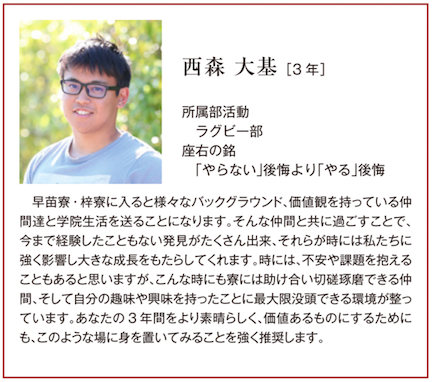 西森 大基［3年］
所属部活動
ラグビー部
座右の銘
「やらない」後悔より「やる」後悔
早苗寮・梓寮に入ると様々なバックグラウンド、価値観を持っている仲
間達と学院生活を送ることになります。そんな仲間と共に過ごすことで、
今まで経験したこともない発見がたくさん出来、それらが時には私たちに
強く影響し大きな成長をもたらしてくれます。時には、不安や課題を抱える
こともあると思いますが、こんな時にも寮には助け合い切磋琢磨できる仲
間、そして自分の趣味や興味を持ったことに最大限没頭できる環境が整っ
ています。あなたの3年間をより素晴らしく、価値あるものにするために
も、このような場に身を置いてみることを強く推奨します。